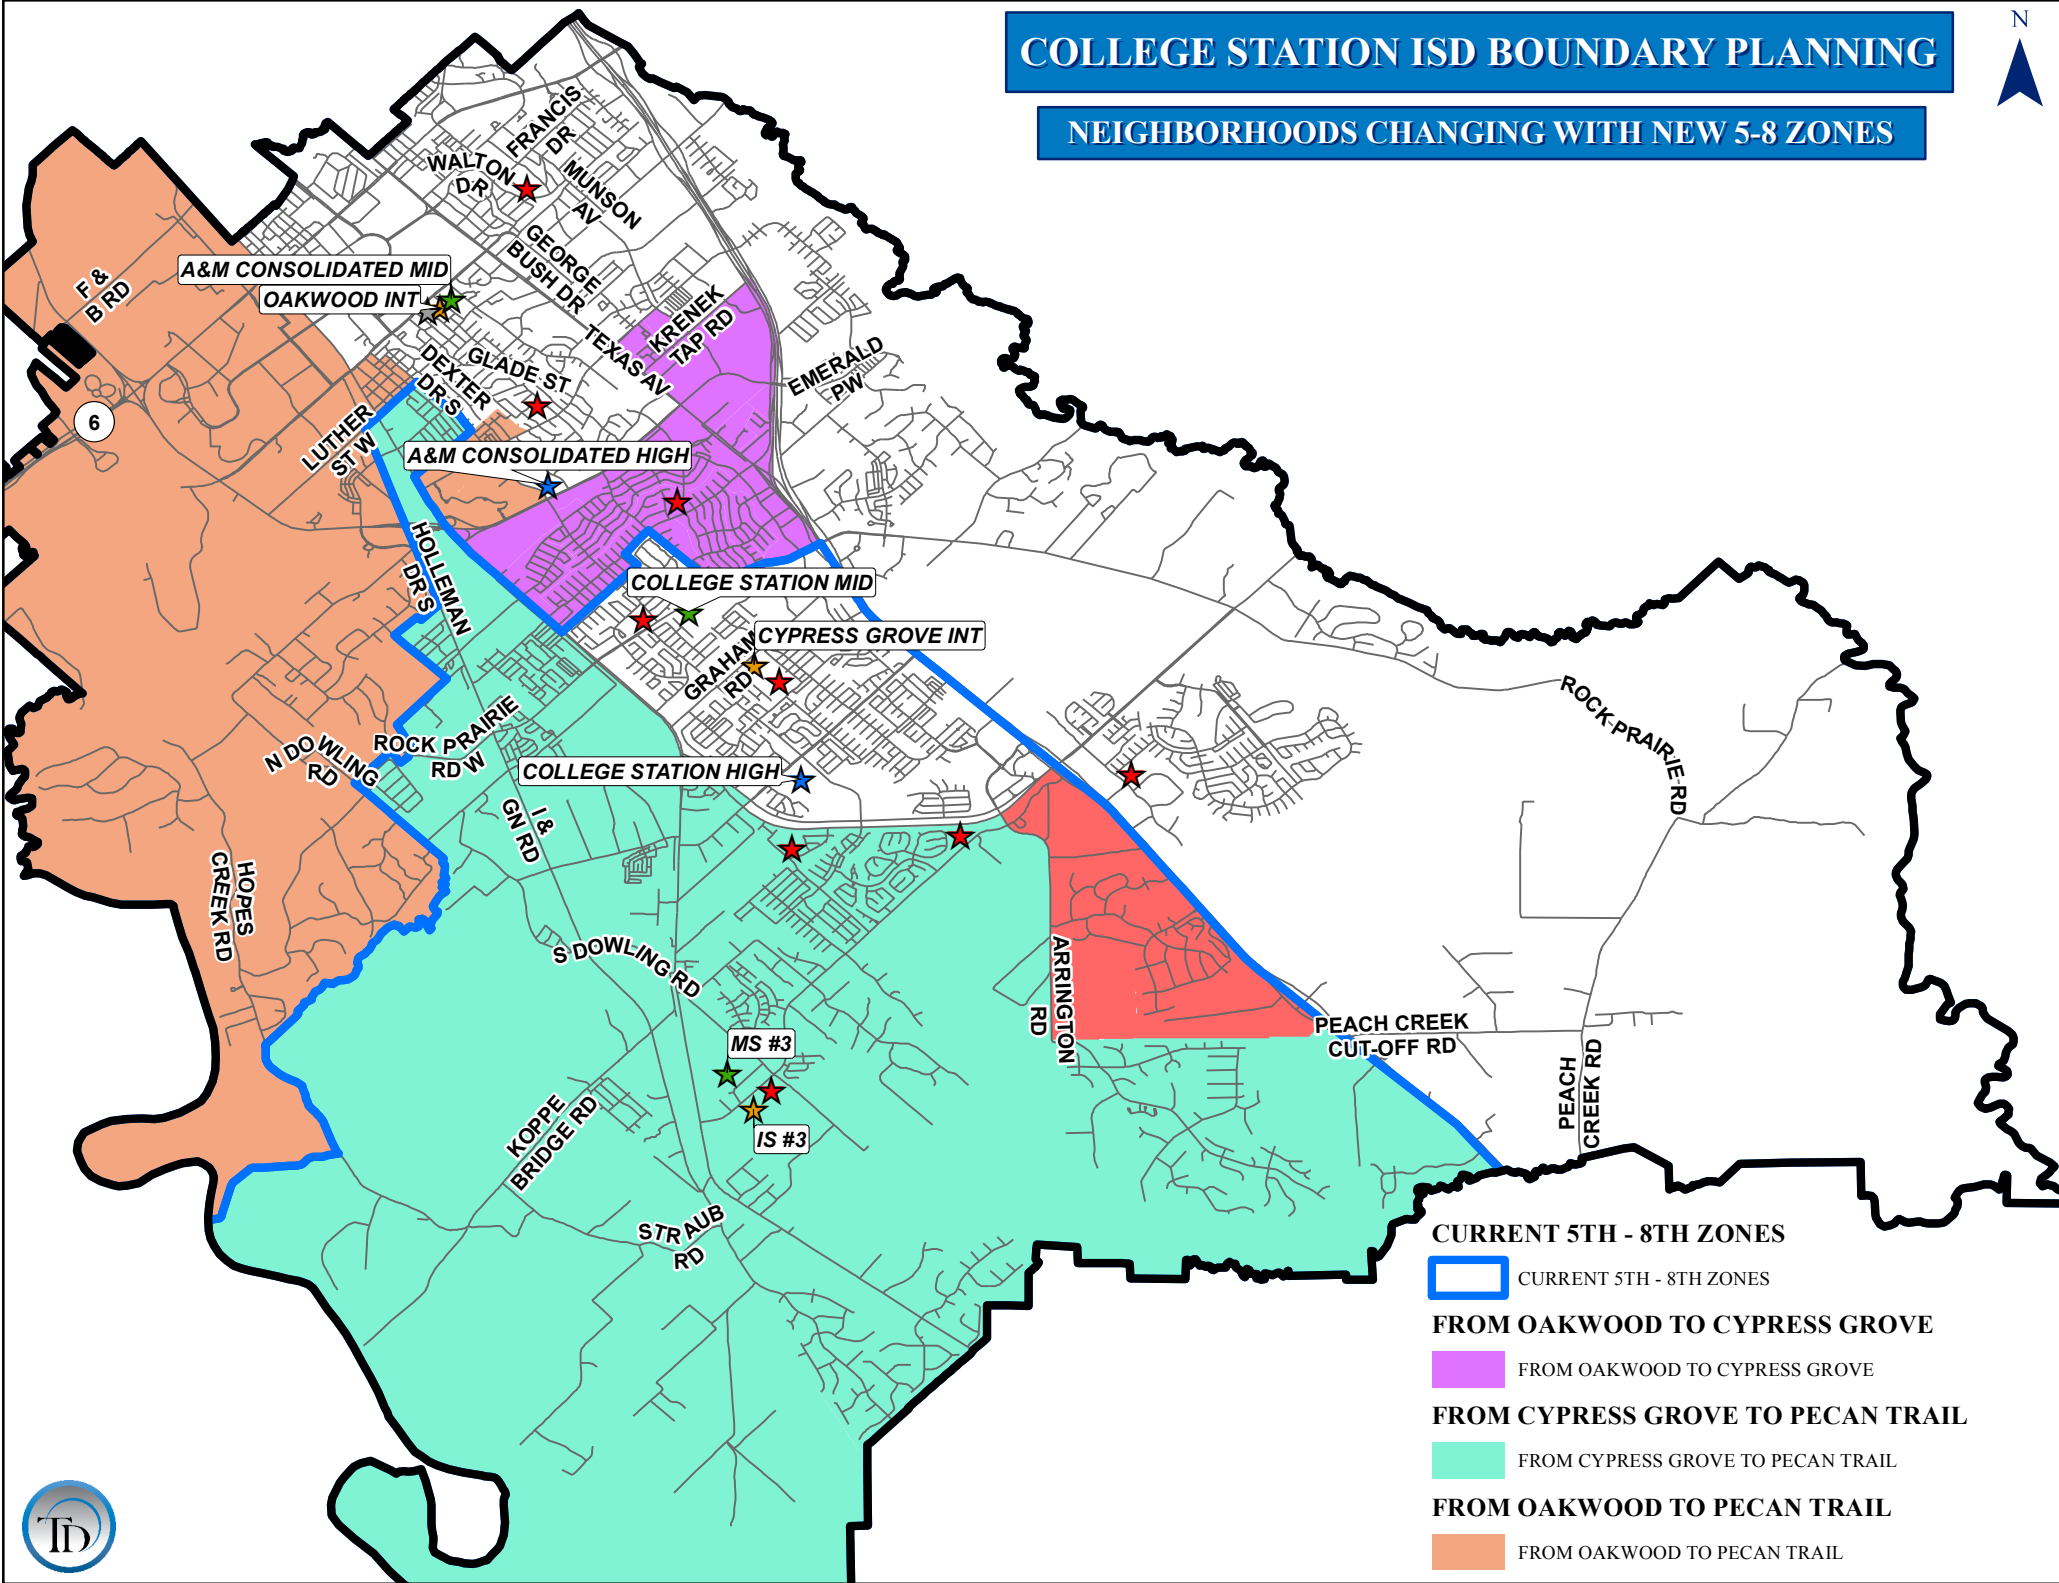 COLLEGE STATION ISD BOUNDARY PLANNING
N
NEIGHBORHOODS CHANGING WITH NEW 5-8 ZONES
FRANCIS
DR
WALTON
DR
MUNSON
AV
GEORGE
BUSH DR
A&M CONSOLIDATED MID
OAKWOOD INT
F &
B RD
KRENEK
TAP RD
TEXAS AV
EMERALD
PW
GLADE ST
DEXTER
DR S
6
LUTHER
ST W
A&M CONSOLIDATED HIGH
HOLLEMAN
DR S
COLLEGE STATION MID
CYPRESS GROVE INT
GRAHAM
RD
ROCK PRAIRIE RD
N DOWLING
RD
ROCK PRAIRIE
RD W
COLLEGE STATION HIGH
I &
GN RD
HOPES
CREEK RD
S DOWLING RD
ARRINGTON
RD
PEACH CREEK
CUT-OFF RD
PEACH
CREEK RD
MS #3
IS #3
KOPPE
BRIDGE RD
STRAUB
RD
CURRENT 5TH - 8TH ZONES
CURRENT 5TH - 8TH ZONES
FROM OAKWOOD TO CYPRESS GROVE
FROM OAKWOOD TO CYPRESS GROVE
FROM CYPRESS GROVE TO PECAN TRAIL
FROM CYPRESS GROVE TO PECAN TRAIL
FROM OAKWOOD TO PECAN TRAIL
FROM OAKWOOD TO PECAN TRAIL
TD